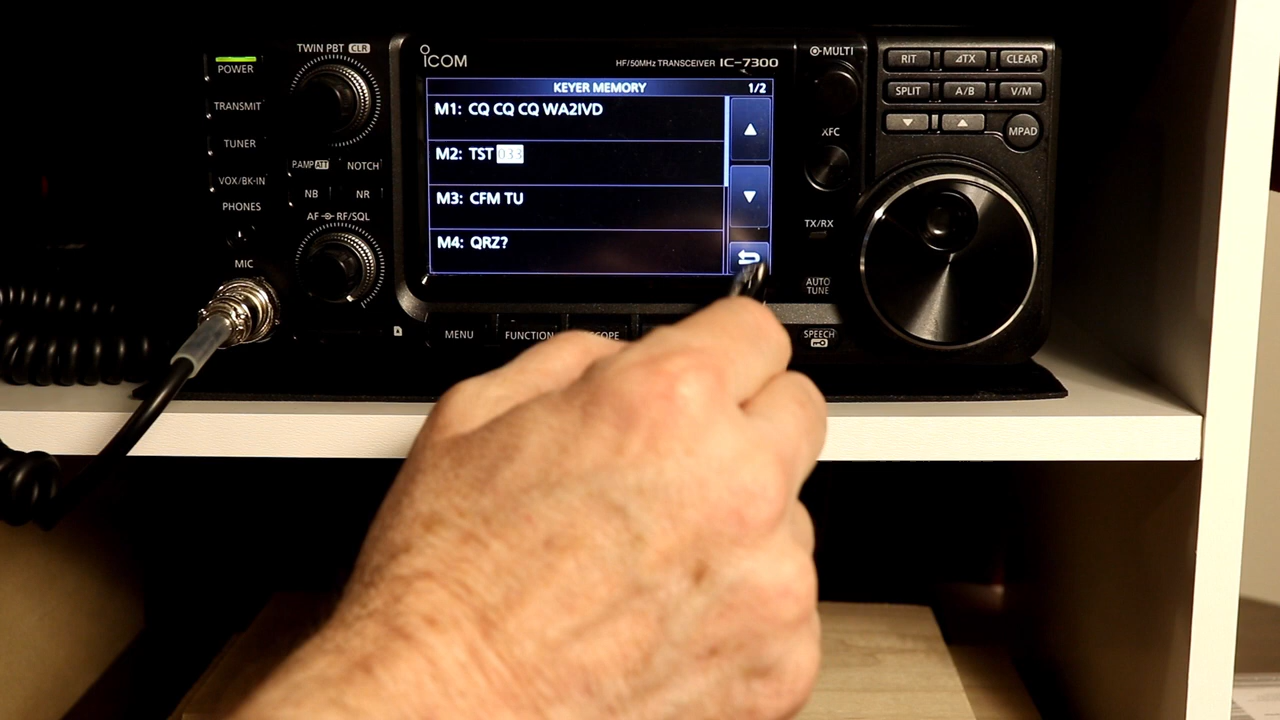 POWER
TRANSMIT
TUNER
VOX/BK-IN
PHONES
MIC
TWIN PBT CLR
P.AMP ATT NOTCH
NB NR
AF RF/SQL
ICOM
HF/50MHz TRANSCEIVER IC-7300
KEYER MEMORY 1/2
M1: CQ CQ CQ WA2IVD
M2: TST 033
M3: CFM TU
M4: QRZ?
MENU FUNCTION
MULTI
XFC
TX/RX
AUTO
TUNE
SPEECH
RIT ⊿TX CLEAR
SPLIT A/B V/M
MPAD